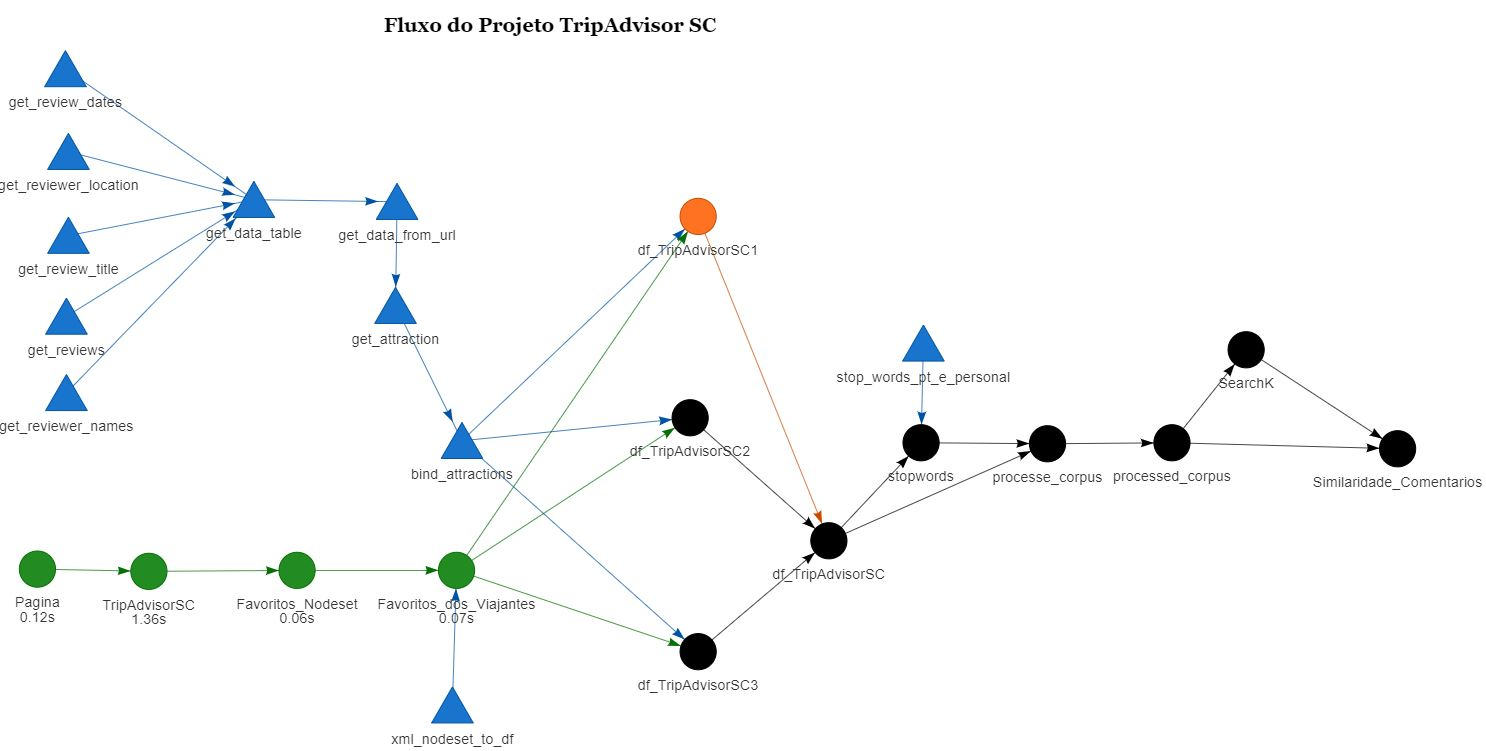 Fluxo do Projeto TripAdvisor SC
get_review_dates
get_reviewer_location
get_data_table
get_data_from_url
df_TripAdvisorSC1
get_review_title
get_reviews
get_attraction
stop_words_pt_e_personal
SearchK
get_reviewer_names
bind_attractions
df_TripAdvisorSC2
stopwords
processe_corpus
processed_corpus
Similaridade_Comentarios
df_TripAdvisorSC
Pagina
0.12s
TripAdvisorSC
1.36s
Favoritos_Nodeset
0.06s
Favoritos_dos_Viajantes
0.07s
df_TripAdvisorSC3
xml_nodeset_to_df